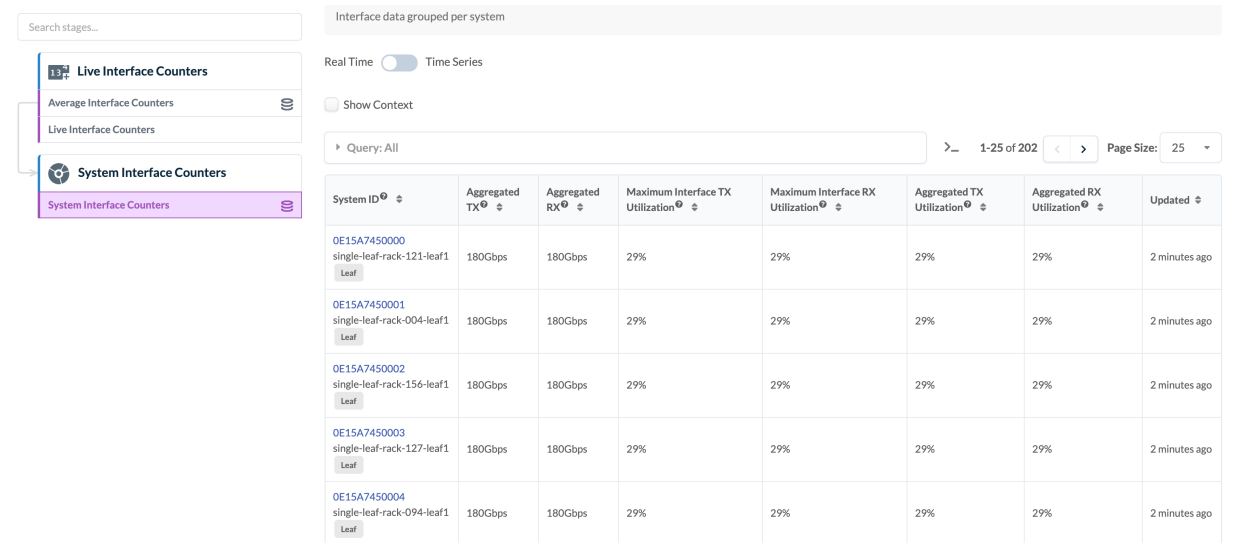 Search stages...
Live Interface Counters
Average Interface Counters
Live Interface Counters
System Interface Counters
System Interface Counters
Interface data grouped per system
Real Time Time Series
Show Context
Query: All
>_ 1-25 of 202 < > Page Size: 25
System ID Aggregated TX Aggregated RX Maximum Interface TX Utilization Maximum Interface RX Utilization Aggregated TX Utilization Aggregated RX Utilization Updated
0E15A7450000
single-leaf-rack-121-leaf1 180Gbps 180Gbps 29% 29% 29% 29% 2 minutes ago
Leaf
0E15A7450001
single-leaf-rack-004-leaf1 180Gbps 180Gbps 29% 29% 29% 29% 2 minutes ago
Leaf
0E15A7450002
single-leaf-rack-156-leaf1 180Gbps 180Gbps 29% 29% 29% 29% 2 minutes ago
Leaf
0E15A7450003
single-leaf-rack-127-leaf1 180Gbps 180Gbps 29% 29% 29% 29% 2 minutes ago
Leaf
0E15A7450004
single-leaf-rack-094-leaf1 180Gbps 180Gbps 29% 29% 29% 29% 2 minutes ago
Leaf